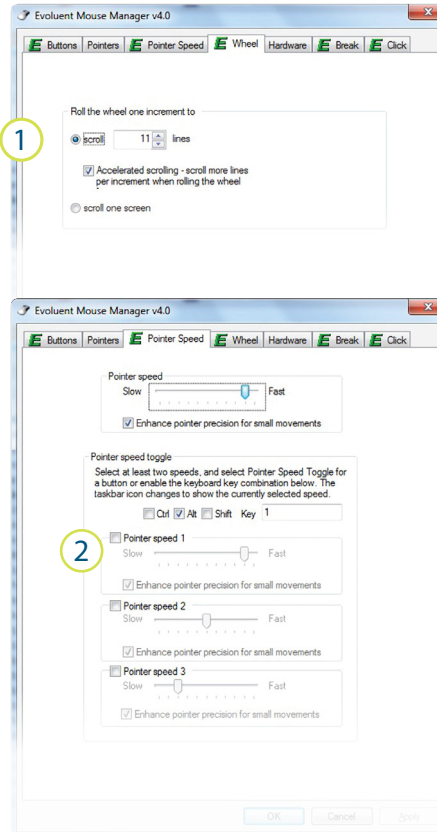 Evoluent Mouse Manager v4.0
E Buttons Pointers E Pointer Speed E Wheel Hardware E Break E Click
Roll the wheel one increment to
1
scroll 11 lines
Accelerated scrolling - scroll more lines
per increment when rolling the wheel
scroll one screen
Evoluent Mouse Manager v4.0
E Buttons Pointers E Pointer Speed E Wheel Hardware E Break E Click
Pointer speed
Slow Fast
Enhance pointer precision for small movements
Pointer speed toggle
Select at least two speeds, and select Pointer Speed Toggle for
a button or enable the keyboard key combination below. The
taskbar icon changes to show the currently selected speed.
Ctrl Alt Shift Key 1
2
Pointer speed 1
Slow Fast
Enhance pointer precision for small movements
Pointer speed 2
Slow Fast
Enhance pointer precision for small movements
Pointer speed 3
Slow Fast
Enhance pointer precision for small movements
OK Cancel Apply